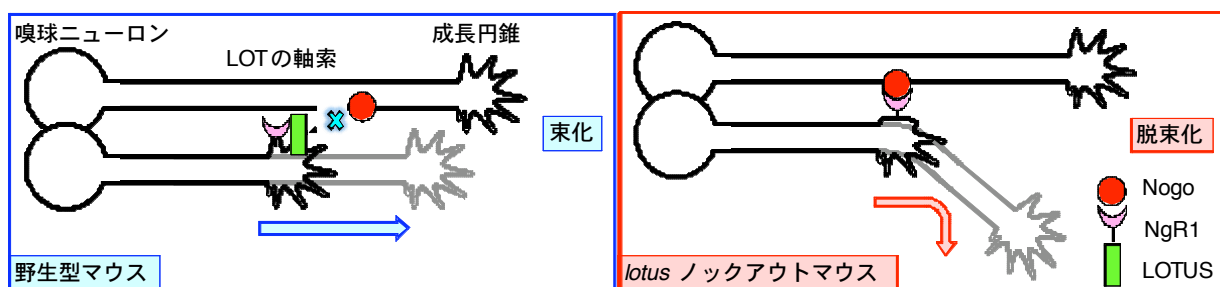 嗅球ニューロン
LOTの軸索
成長円錐
束化
野生型マウス
脱束化
Nogo
NgR1
LOTUS
lotus ノックアウトマウス